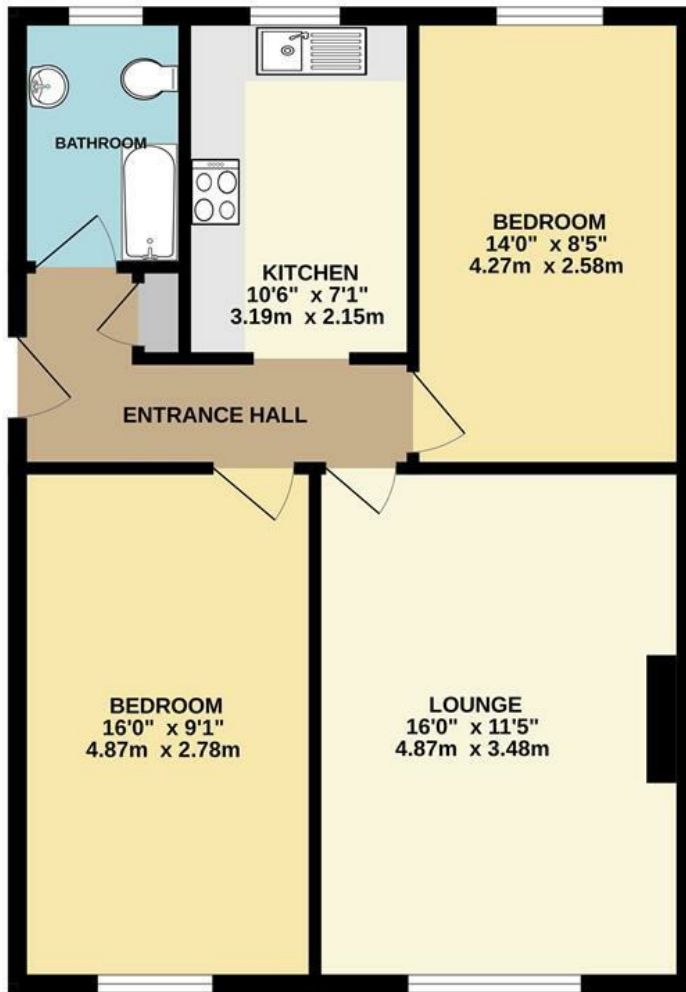 BATHROOM
KITCHEN
10'6" x 7'1"
3.19m x 2.15m
BEDROOM
14'0" x 8'5"
4.27m x 2.58m
ENTRANCE HALL
BEDROOM
16'0" x 9'1"
4.87m x 2.78m
LOUNGE
16'0" x 11'5"
4.87m x 3.48m